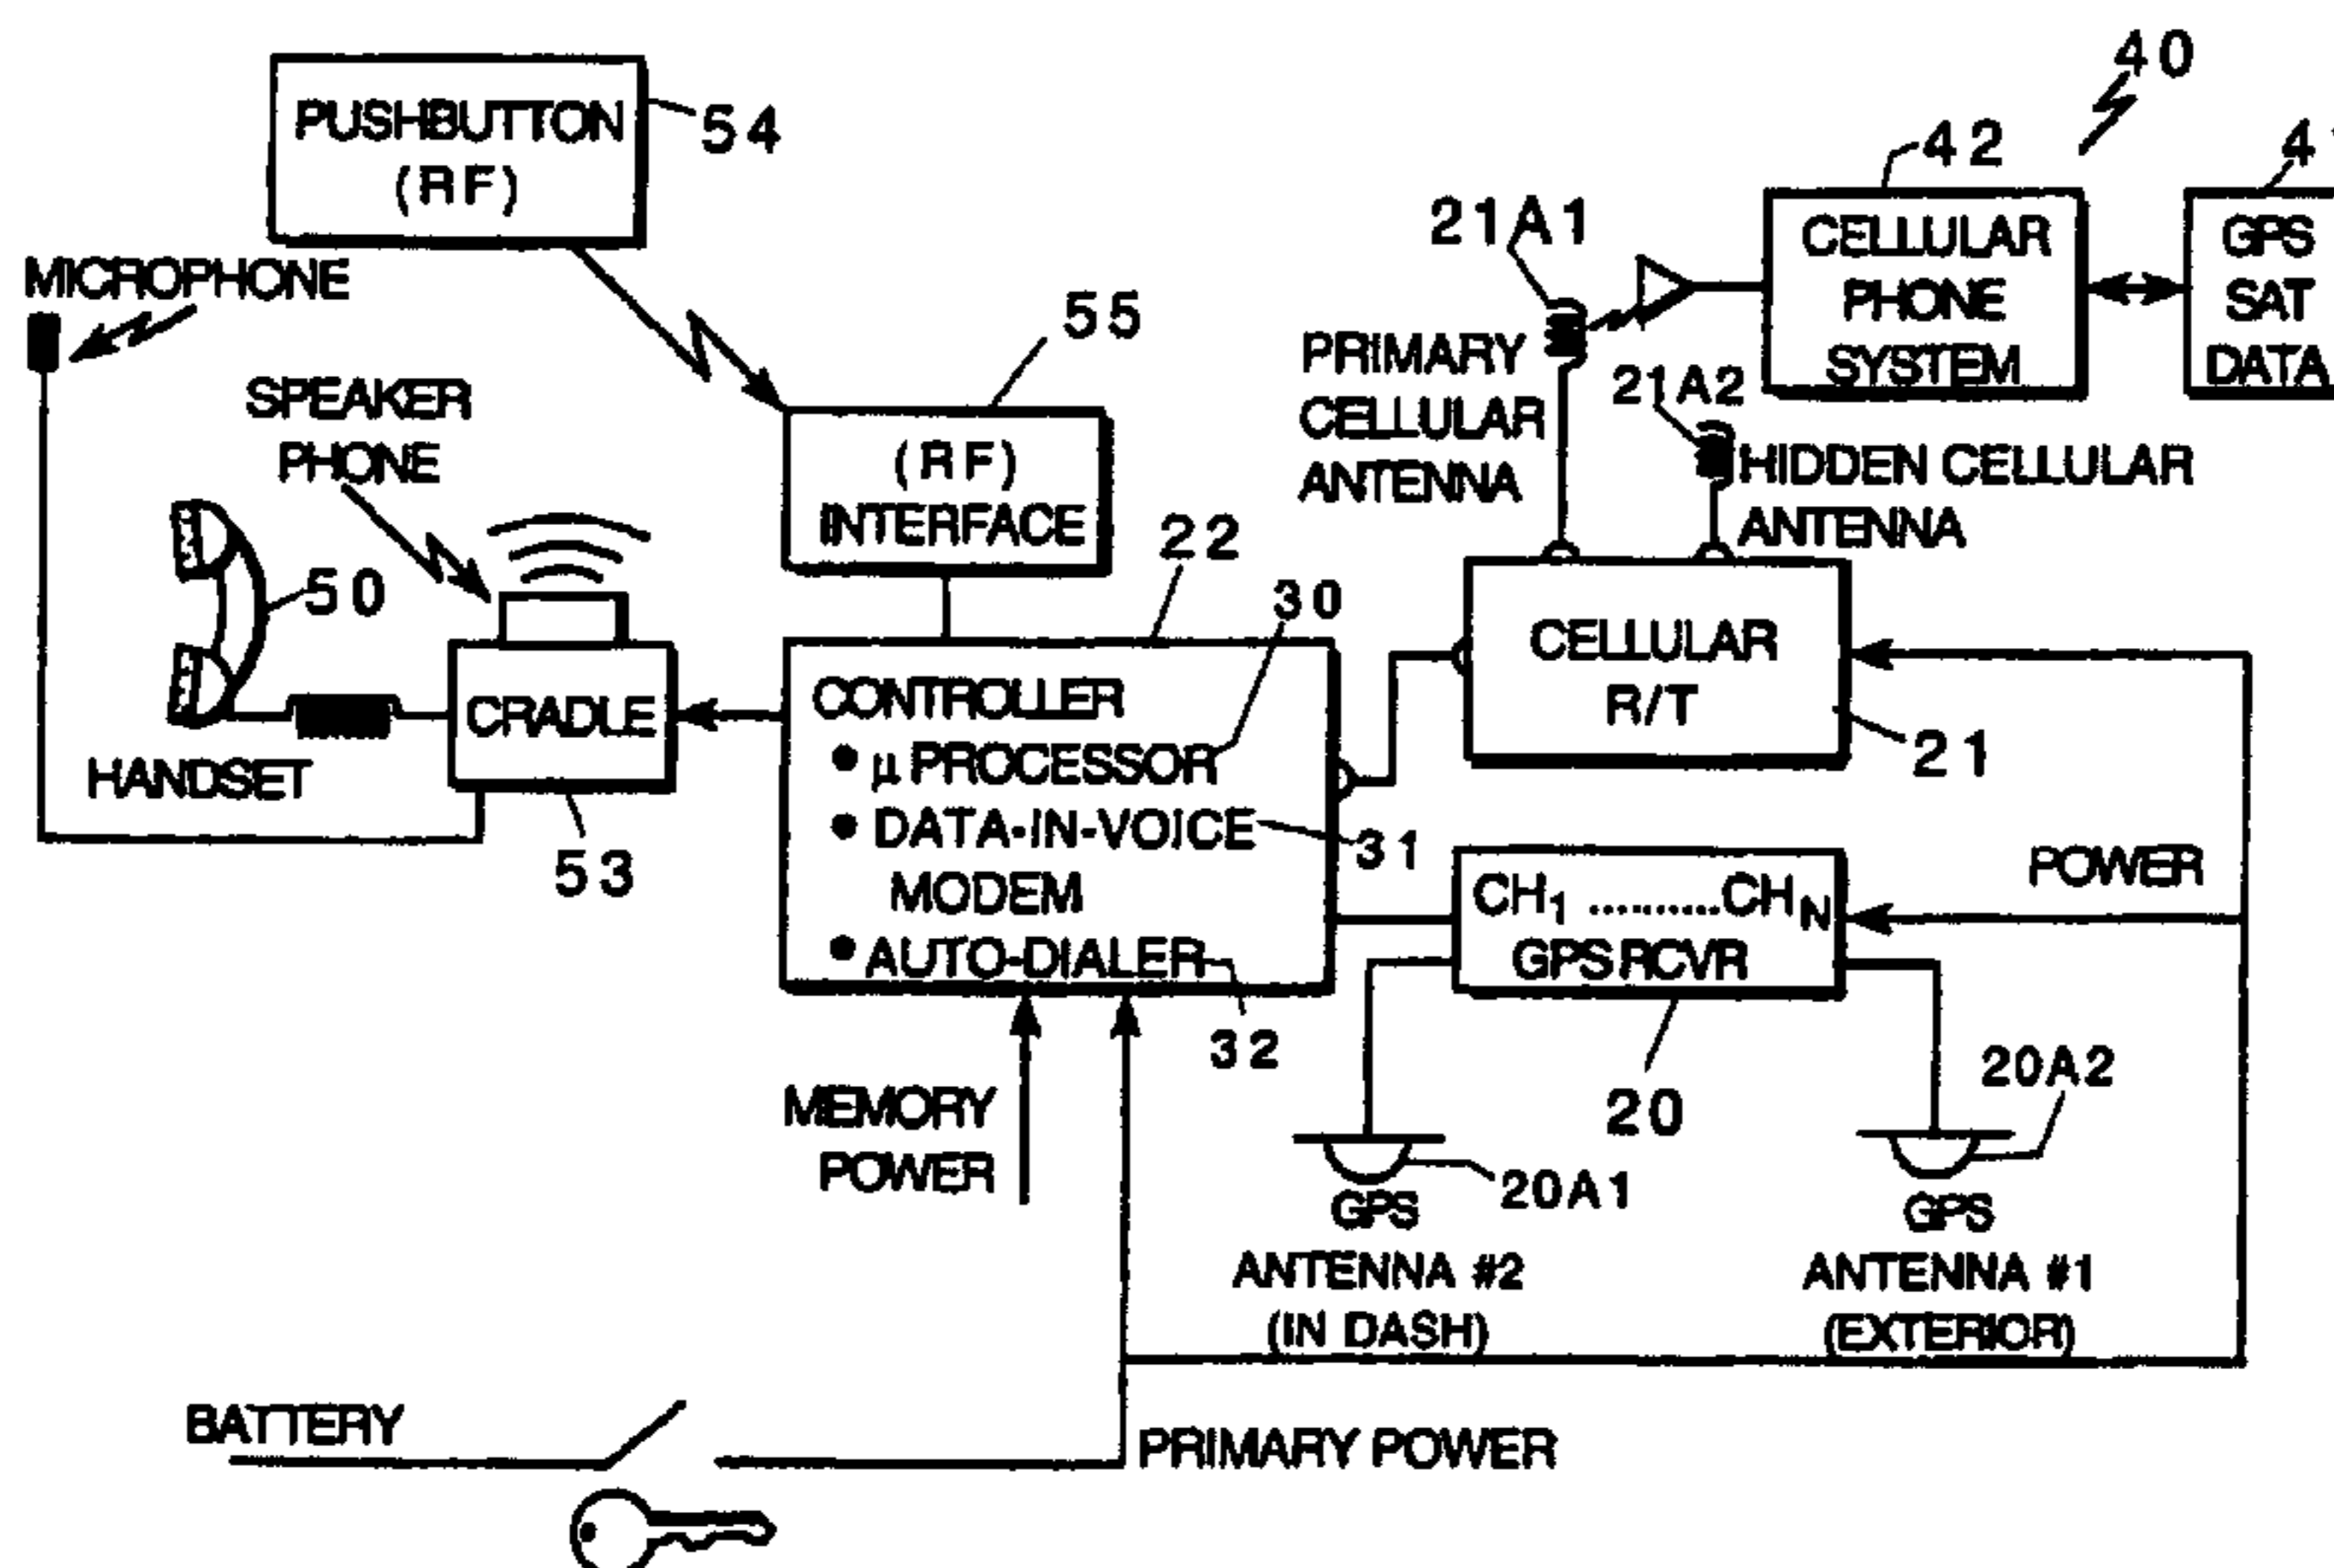 PUSHBUTTON
(RF)
54
MICROPHONE
SPEAKER
PHONE
50
HANDSET
CRADLE
53
55
(RF)
INTERFACE
22
30
CONTROLLER
• µ PROCESSOR
• DATA-IN-VOICE
MODEM
• AUTO-DIALER
31
32
MEMORY
POWER
40
42
CELLULAR
PHONE
SYSTEM
GPS
SAT
DATA
21A1
PRIMARY
CELLULAR
ANTENNA
21A2
HIDDEN CELLULAR
ANTENNA
CELLULAR
R/T
21
POWER
CH1 ..........CHN
GPS RCVR
20
20A1
GPS
ANTENNA #2
(IN DASH)
20A2
GPS
ANTENNA #1
(EXTERIOR)
BATTERY
PRIMARY POWER